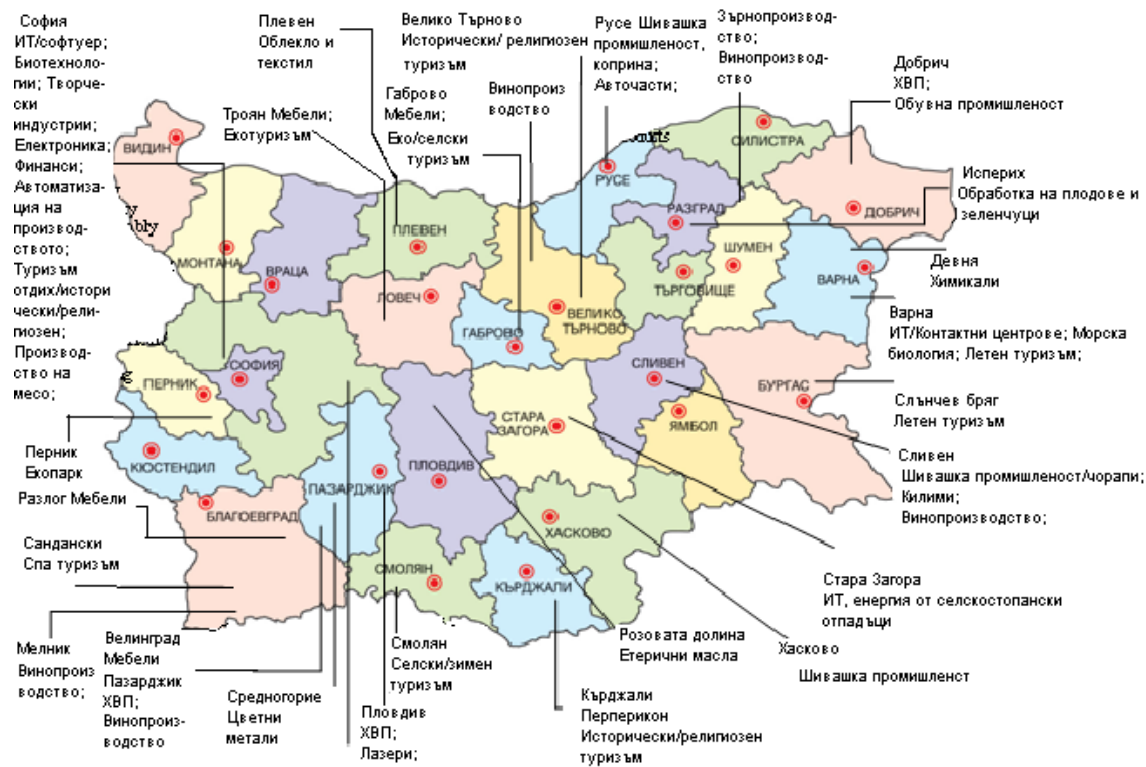 София
ИТ/софтуер;
Биотехноло-
гии; Творче-
ски
индустрии;
Електроника;
Финанси;
Автоматиза-
ция на
производ-
ството;
Туризъм
отдих/истори
чески/рели-
гиозен;
Произвoд-
ство на
месо;
Плевен
Облекло и
текстил
Троян Мебели;
Екотуризъм
Велико Търново
Исторически/ религиозен
туризъм
Габрово
Мебели;
Еко/селски
туризъм
Винопроиз
водство
Русе Шивашка
промишленост,
коприна;
Авточасти;
Зърнопроизвод-
ство;
Винопроизвод-
ство
Добрич
ХВП;
Обувна промишленост
Исперих
Обработка на плодове и
зеленчуци
Девня
Химикали
Варна
ИТ/Контактни центрове; Морска
биология; Летен туризъм;
Слънчев бряг
Летен туризъм
Сливен
Шивашка промишленост/чорапи;
Килими;
Винопроизводство;
Стара Загора
ИТ, енергия от селскостопански
отпадъци
Хасково
Шивашка промишленст
Розовата долина
Етерични масла
Кърджали
Перперикон
Исторически/религиозен
туризъм
Смолян
Селски/зимен
туризъм
Пловдив
ХВП;
Лазери;
Средногорие
Цветни
метали
Велинград
Мебели
Пазарджик
ХВП;
Винопроиз-
водство
Мелник
Винопроиз
водство;
Сандански
Спа туризъм
Разлог Мебели
Перник
Екопарк
ВИДИН
МОНТАНА
ВРАЦА
ПЛЕВЕН
ЛОВЕЧ
ГАБРОВО
ВЕЛИКО
ТЪРНОВО
РУСЕ
РАЗГРАД
СИЛИСТРА
ДОБРИЧ
ШУМЕН
ВАРНА
ТЪРГОВИЩЕ
СОФИЯ
ПЕРНИК
КЮСТЕНДИЛ
БЛАГОЕВГРАД
ПАЗАРДЖИК
ПЛОВДИВ
СТАРА
ЗАГОРА
СЛИВЕН
ЯМБОЛ
БУРГАС
ХАСКОВО
СМОЛЯН
КЪРДЖАЛИ